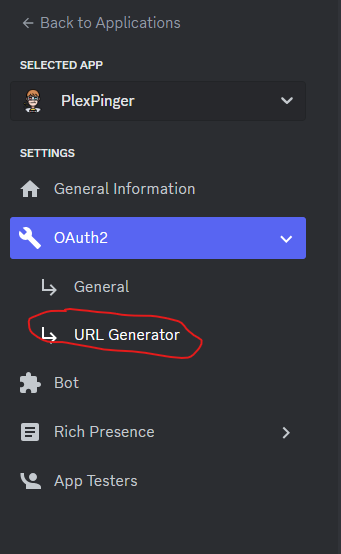 Back to Applications
SELECTED APP
PlexPinger
SETTINGS
General Information
OAuth2
General
URL Generator
Bot
Rich Presence
App Testers